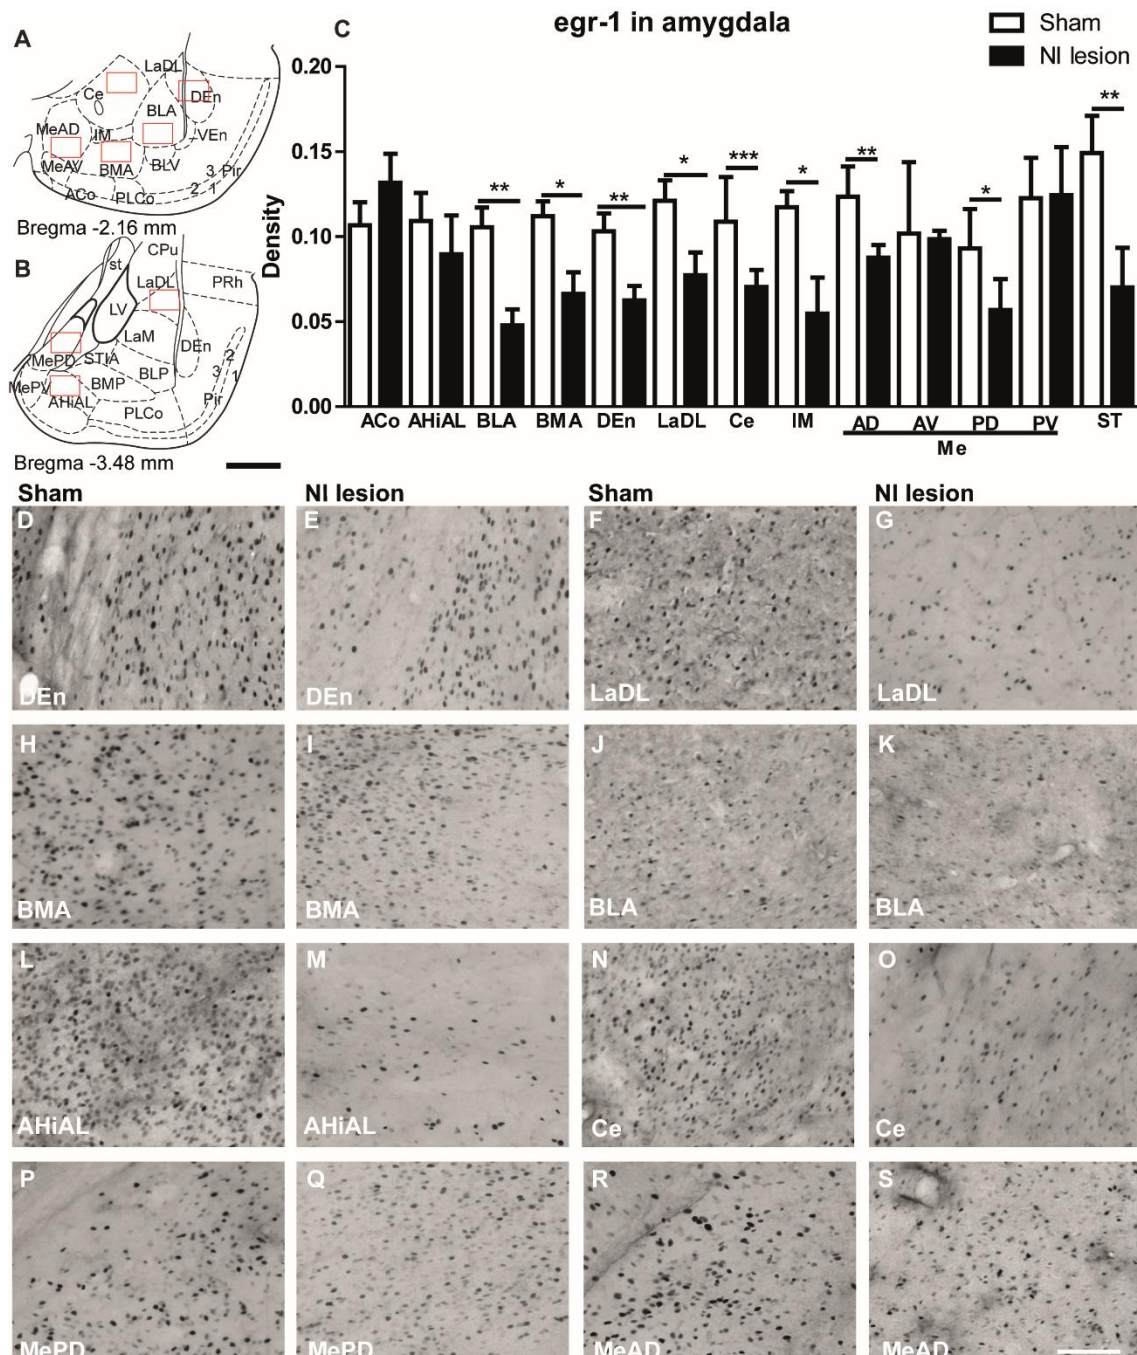 A
LaDL
Ce
DEn
BLA
MeAD
IM
VEn
MeAV
BMA
BLV
3 Pir
2 1
ACo
PLCo
Bregma -2.16 mm
B
CPu
st
LaDL
PRh
LV
LaM
DEn
MePD
STIA
2
MePV
BMP
BLP
3
1
AHiAL
Pir
PLCo
Bregma -3.48 mm
C
egr-1 in amygdala
Sham
NI lesion
Density
0.20
0.15
0.10
0.05
0.00
** * ** * *** * ** * **
ACo AHiAL BLA BMA DEn LaDL Ce IM AD AV PD PV ST
Me
Sham NI lesion Sham NI lesion
D E F G
DEn DEn LaDL LaDL
H I J K
BMA BMA BLA BLA
L M N O
AHiAL AHiAL Ce Ce
P Q R S
MePD MePD MeAD MeAD